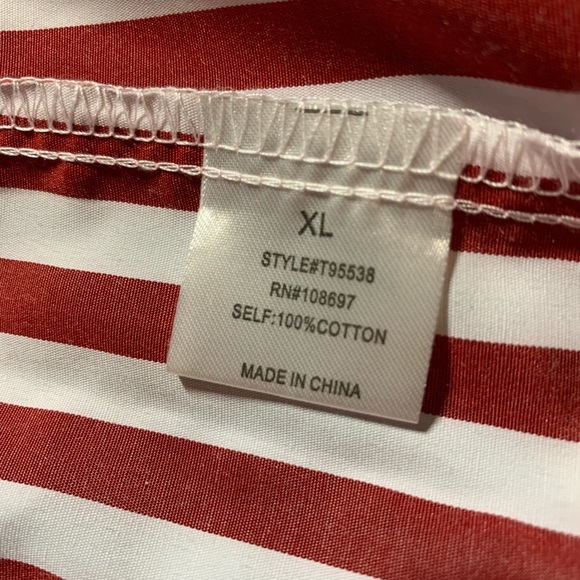 XL
STYLE#T95538
RN#108697
SELF:100%COTTON
MADE IN CHINA